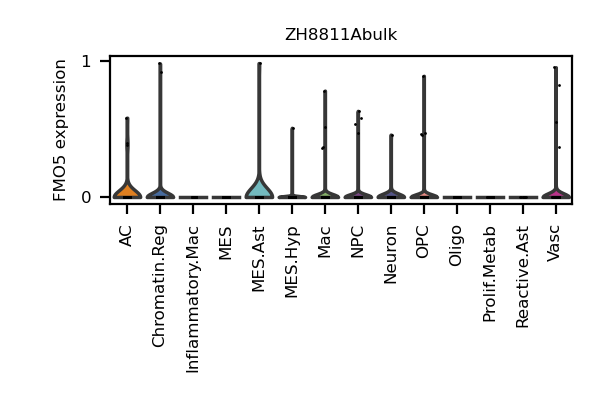 ZH8811Abulk
FMO5 expression
1
0
AC
Chromatin.Reg
Inflammatory.Mac
MES
MES.Ast
MES.Hyp
Mac
NPC
Neuron
OPC
Oligo
Prolif.Metab
Reactive.Ast
Vasc